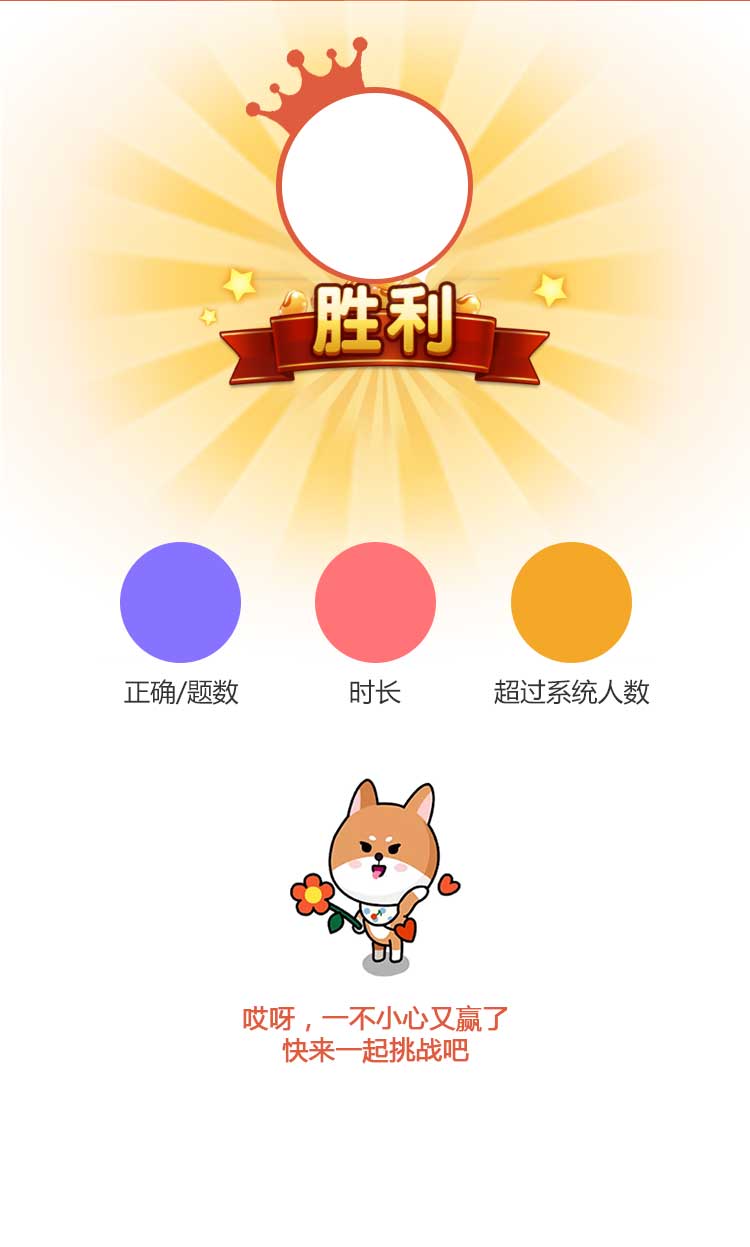 胜利
正确/题数
时长
超过系统人数
哎呀，一不小心又赢了
快来一起挑战吧